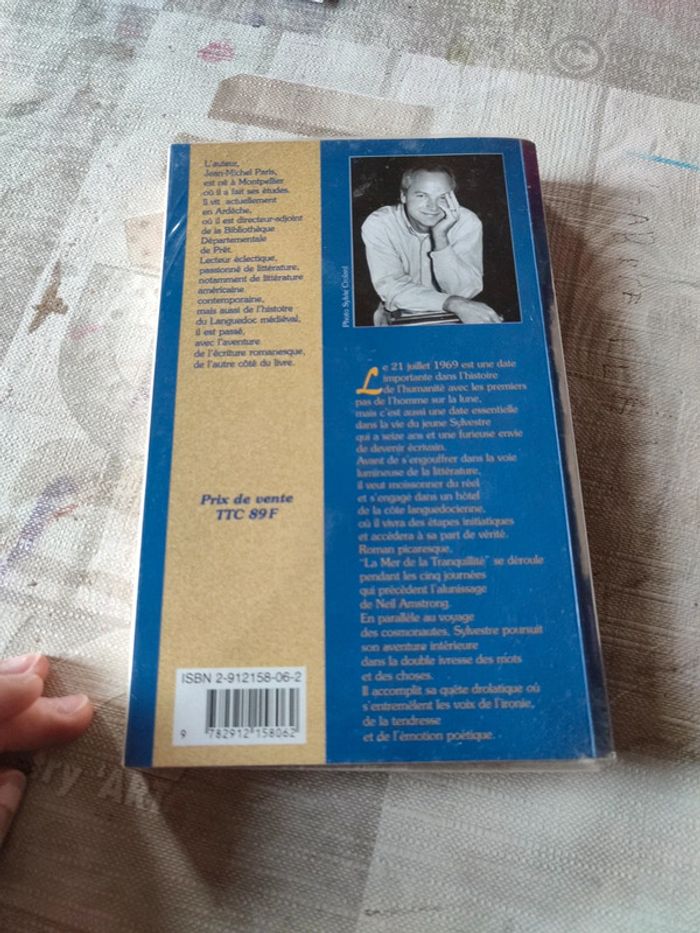 L'auteur,
Jean-Michel Paris,
est né à Montpellier
où il a fait ses études.
Il vit actuellement
en Ardèche,
où il est directeur-adjoint
de la Bibliothèque
Départementale
de Prêt.
Lecteur éclectique,
passionné de littérature,
notamment de littérature
américaine
contemporaine,
mais aussi de l'histoire
du Languedoc médiéval,
il est passé,
avec l'aventure
de l'écriture romanesque,
de l'autre côté du livre.
Prix de vente
TTC 89 F
ISBN 2-912158-06-2
9 782912 158062
Photo Sylvie
Le 21 juillet 1969 est une date
importante dans l'histoire
de l'humanité avec les premiers
pas de l'homme sur la lune,
mais c'est aussi une date essentielle
dans la vie du jeune Sylvestre
qui a seize ans et une furieuse envie
de devenir écrivain.
Avant de s'engouffrer dans la voie
lumineuse de la littérature,
il veut moissonner du réel
et s'engage dans un hôtel
de la côte languedocienne,
où il vivra des étapes initiatiques
et accèdera à sa part de vérité.
Roman picaresque,
"La Mer de la Tranquillité" se déroule
pendant les cinq journées
qui précèdent l'alunissage
de Neil Amstrong.
En parallèle au voyage
des cosmonautes, Sylvestre poursuit
son aventure intérieure
dans la double ivresse des mots
et des choses.
Il accomplit sa quête drolatique où
s'entremêlent les voix de l'ironie,
de la tendresse
et de l'émotion poétique.